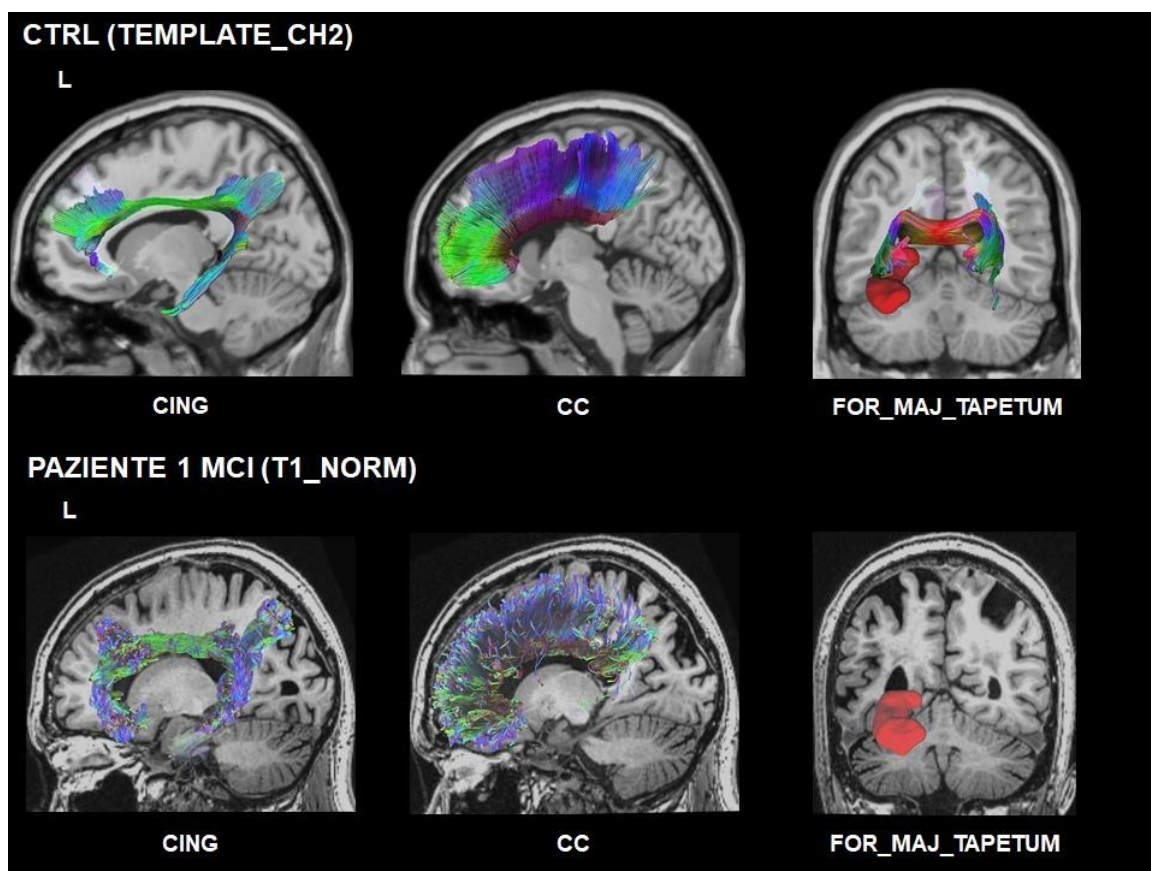 CTRL (TEMPLATE_CH2)
L
CING
CC
FOR_MAJ_TAPETUM
PAZIENTE 1 MCI (T1_NORM)
L
CING
CC
FOR_MAJ_TAPETUM